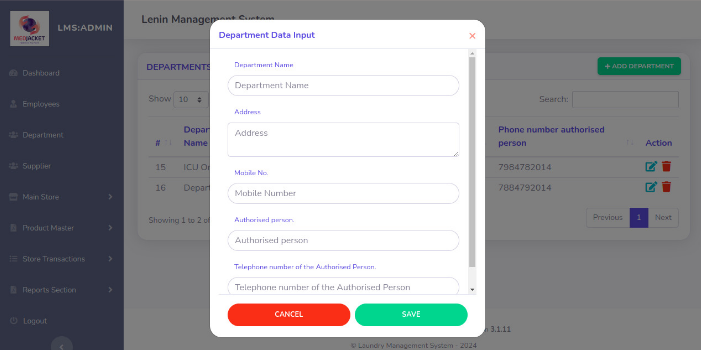 MEDJACKET
LMS:ADMIN
Dashboard
Employees
Department
Supplier
Main Store
Product Master
Store Transactions
Reports Section
Logout
Lenin Management System
DEPARTMENTS
+ ADD DEPARTMENT
Show 10
Search:
#
Name
Phone number authorised person
Action
15 ICU 7984782014
16 7884792014
Showing 1 to 2 of
Previous 1 Next
3.1.11
© Laundry Management System - 2024
Department Data Input
×
Department Name
Department Name
Address
Address
Mobile No.
Mobile Number
Authorised person
Authorised person
Telephone number of the Authorised Person.
Telephone number of the Authorised Person
CANCEL
SAVE